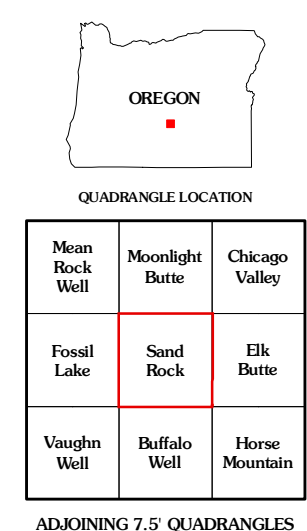 OREGON
QUADRANGLE LOCATION
Mean
Rock
Well
Moonlight
Butte
Chicago
Valley
Fossil
Lake
Sand
Rock
Elk
Butte
Vaughn
Well
Buffalo
Well
Horse
Mountain
ADJOINING 7.5' QUADRANGLES